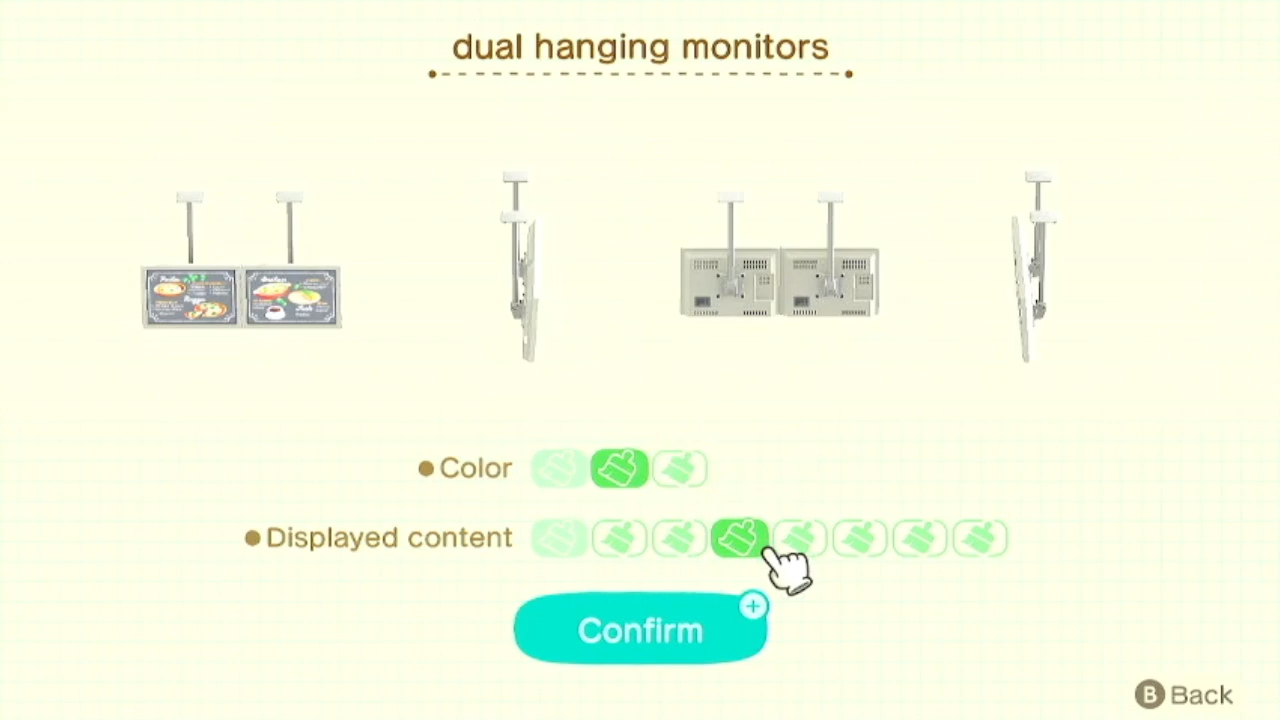 dual hanging monitors
Color
Displayed content
Confirm
B Back